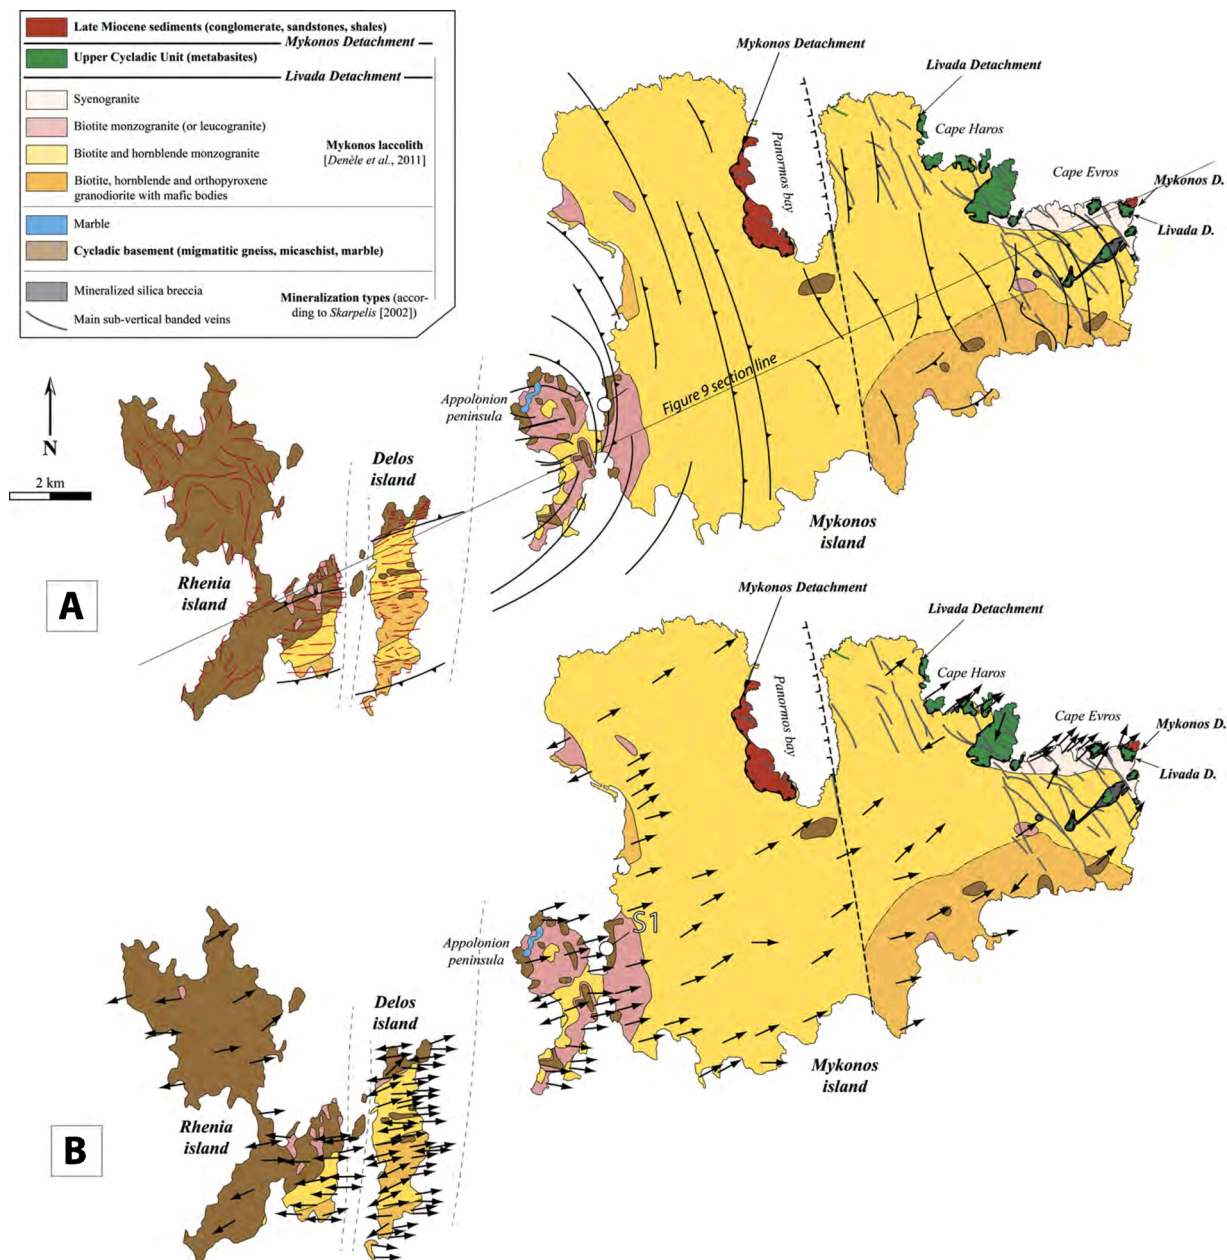 Late Miocene sediments (conglomerate, sandstones, shales)
Mykonos Detachment
Upper Cycladic Unit (metabasites)
Livada Detachment
Syenogranite
Biotite monzogranite (or leucogranite)
Biotite and hornblende monzogranite
Biotite, hornblende and orthopyroxene
granodiorite with mafic bodies
Mykonos laccolith
[Denèle et al., 2011]
Marble
Cycladic basement (migmatitic gneiss, micaschist, marble)
Mineralized silica breccia
Main sub-vertical banded veins
Mineralization types (accor-
ding to Skarpelis [2002])
Mykonos Detachment
Livada Detachment
Cape Haros
Panormos bay
Cape Evros
Mykonos D.
Livada D.
Figure 9 section line
Appolonion
peninsula
N
2 km
Delos
island
Mykonos
island
Rhenia
island
A
Mykonos Detachment
Livada Detachment
Cape Haros
Panormos bay
Cape Evros
Mykonos D.
Livada D.
S1
Appolonion
peninsula
Delos
island
Mykonos
island
Rhenia
island
B